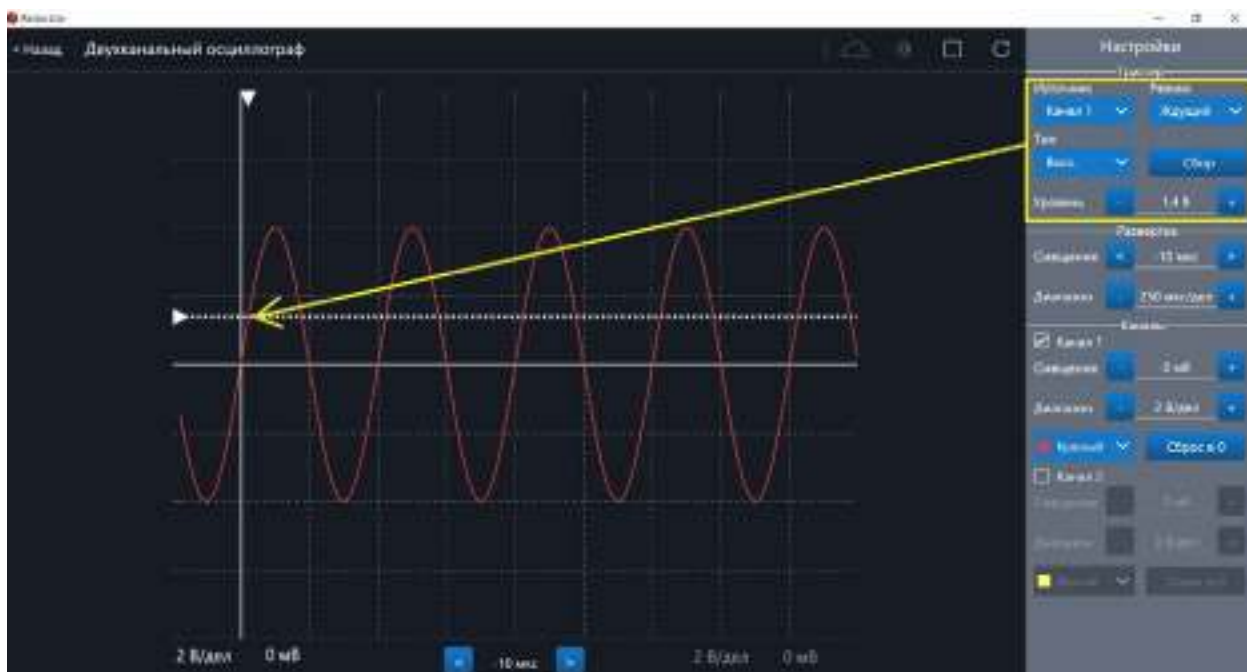 < Назад Двухканальный осциллограф
Настройки
Триггер
Источник Режим
Канал 1 Ждущий
Тип
Сбор
Уровень - 1.4 В +
Развертка
Смещение -10 мкс
Диапазон - 250 мкс/дел +
Каналы
Канал 1
Смещение - 0 мВ +
Диапазон - 2 В/дел +
Красный Сброс в 0
Канал 2
2 В/дел 0 мВ
-10 мкс
2 В/дел 0 мВ